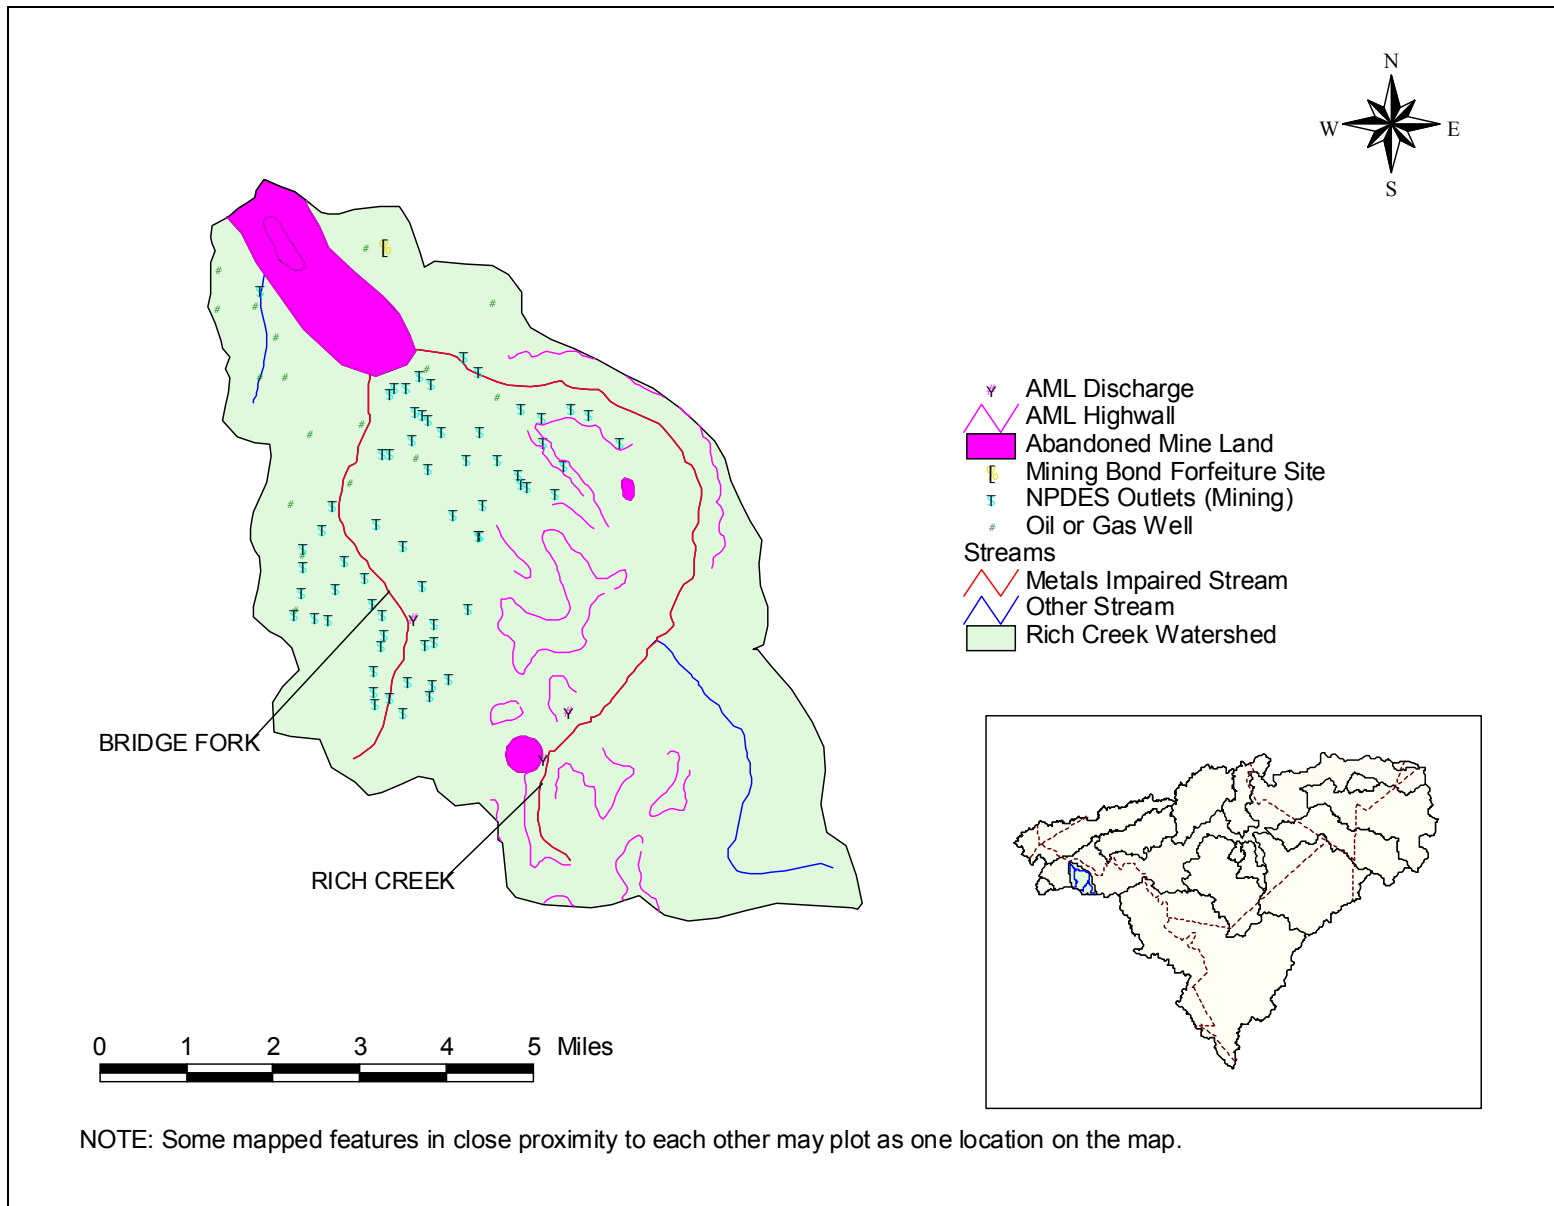 N
W E
S
AML Discharge
AML Highwall
Abandoned Mine Land
Mining Bond Forfeiture Site
NPDES Outlets (Mining)
Oil or Gas Well
Streams
Metals Impaired Stream
Other Stream
Rich Creek Watershed
BRIDGE FORK
RICH CREEK
0 1 2 3 4 5 Miles
NOTE: Some mapped features in close proximity to each other may plot as one location on the map.